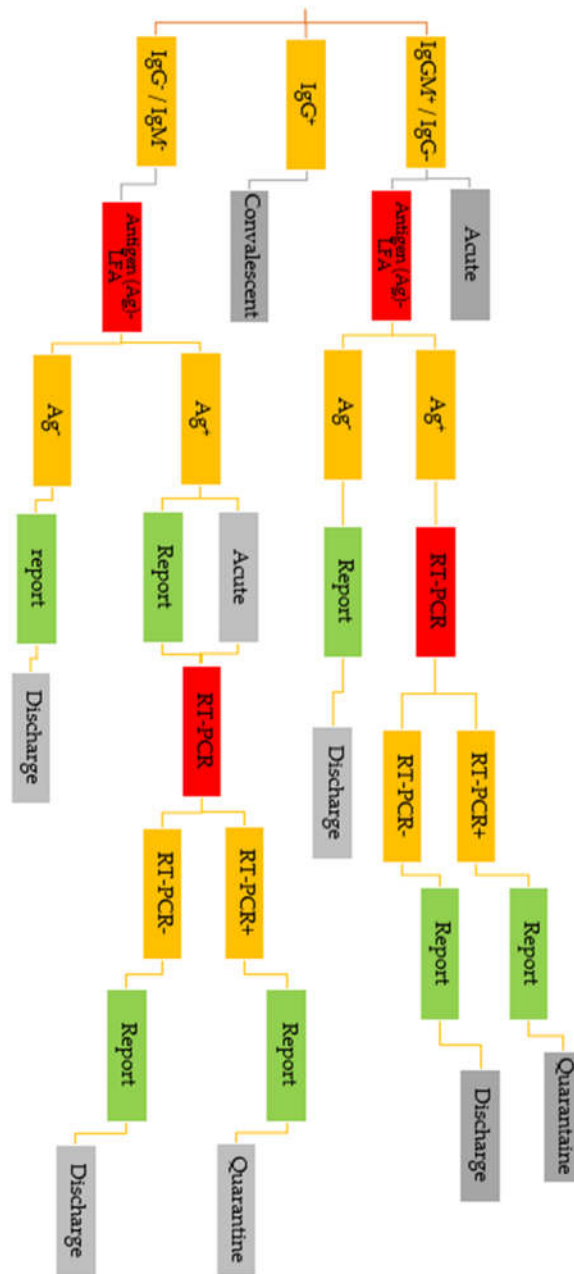 IgGM⁺ / IgG-
Acute
Antigen (Ag)-
LFA
Ag⁺
RT-PCR
RT-PCR+
Report
Quarantaine
RT-PCR-
Report
Discharge
Ag⁻
Report
Discharge
IgG⁺
Convalescent
IgG⁻ / IgM⁻
Antigen (Ag)-
LFA
Ag⁺
Acute
Report
RT-PCR
RT-PCR+
Report
Quarantine
RT-PCR-
Report
Discharge
Ag⁻
report
Discharge